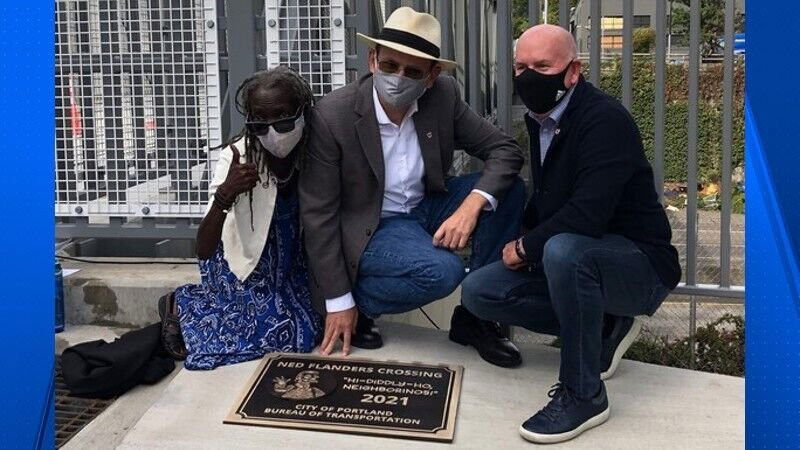 NED FLANDERS CROSSING
"HI-DIDDLY-HO,
NEIGHBORINOS!"
2021
CITY OF PORTLAND
BUREAU OF TRANSPORTATION